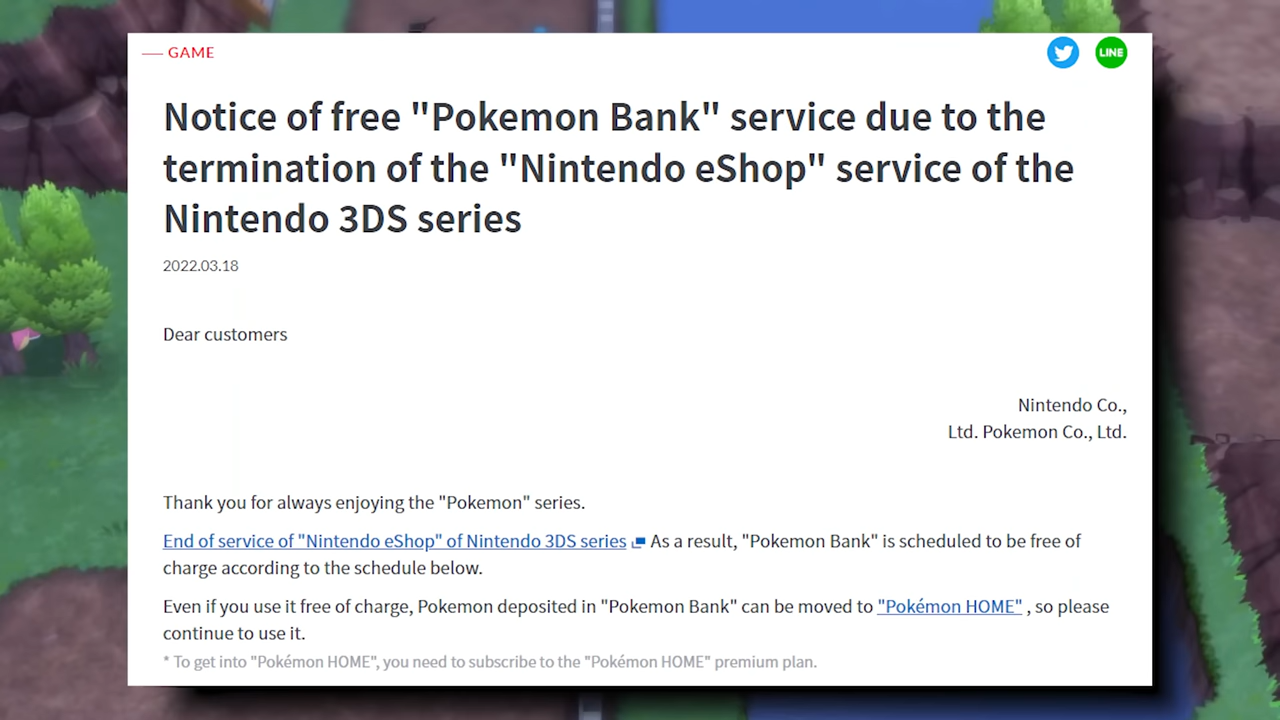 GAME
LINE
Notice of free "Pokemon Bank" service due to the
termination of the "Nintendo eShop" service of the
Nintendo 3DS series
2022.03.18
Dear customers
Nintendo Co.,
Ltd. Pokemon Co., Ltd.
Thank you for always enjoying the "Pokemon" series.
End of service of "Nintendo eShop" of Nintendo 3DS series As a result, "Pokemon Bank" is scheduled to be free of
charge according to the schedule below.
Even if you use it free of charge, Pokemon deposited in "Pokemon Bank" can be moved to "Pokémon HOME" , so please
continue to use it.
* To get into "Pokémon HOME", you need to subscribe to the "Pokémon HOME" premium plan.